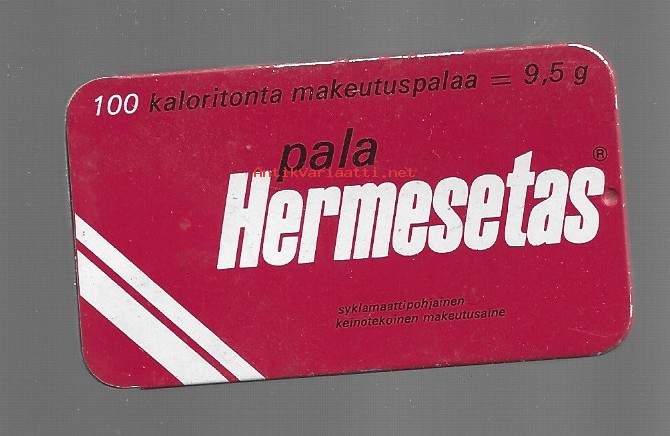 100 kaloritonta makeutuspalaa = 9,5 g
pala
Antikvariaatti.net
Hermesetas®
syklamaattipohjainen
keinotekoinen makeutusaine